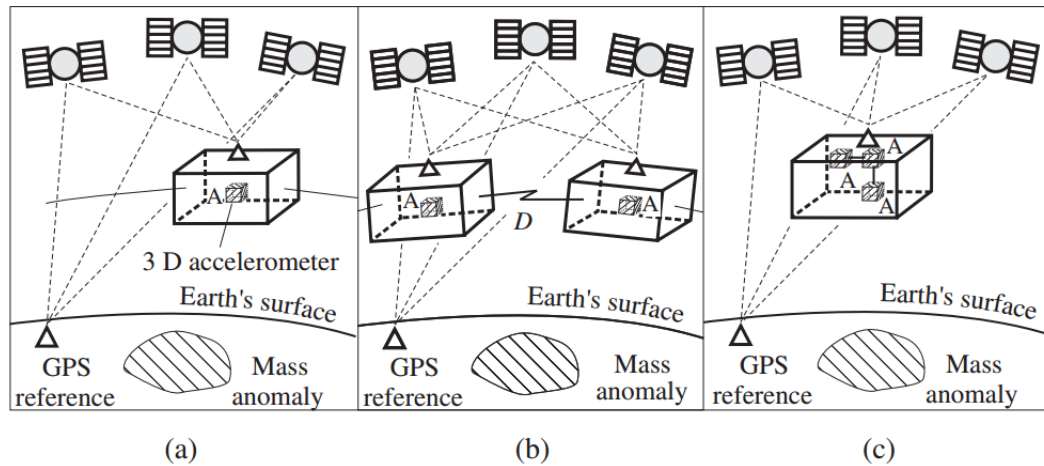 A
3 D accelerometer
Earth's surface
GPS
reference
Mass
anomaly
(a)
A
D
A
Earth's surface
GPS
reference
Mass
anomaly
(b)
A
A
A
Earth's surface
GPS
reference
Mass
anomaly
(c)